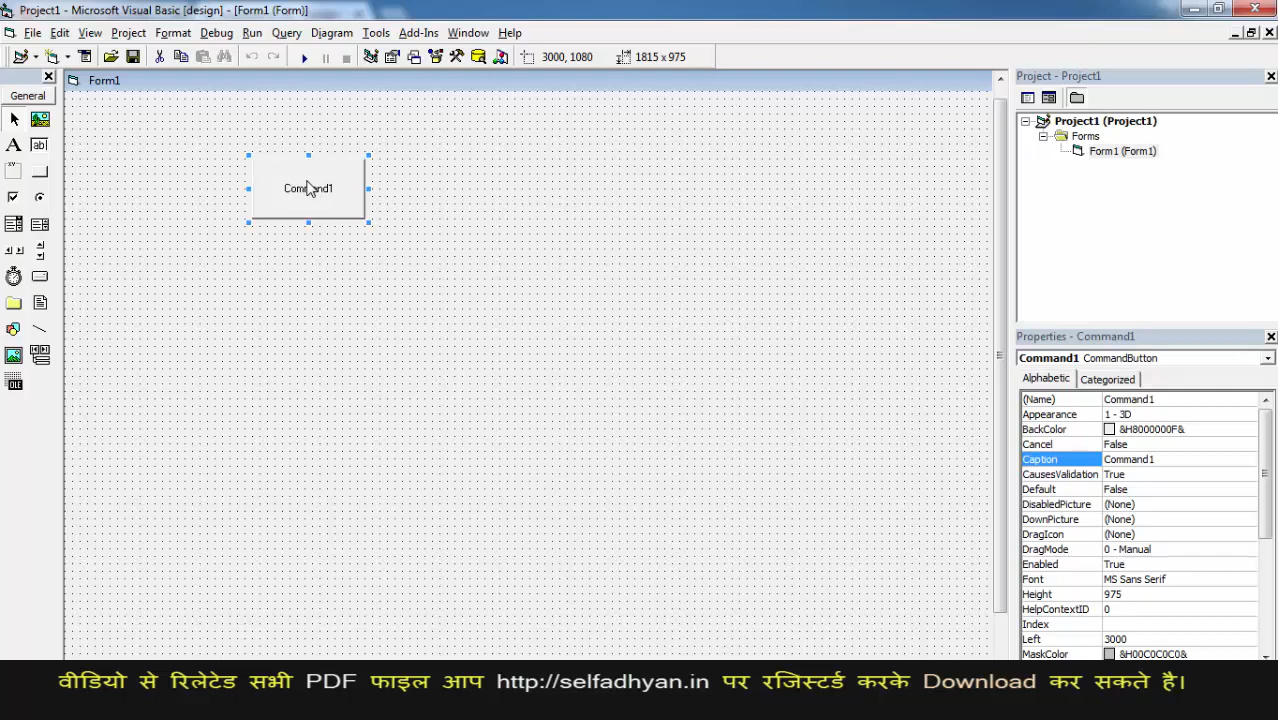 Project1 - Microsoft Visual Basic [design] - [Form1 (Form)]
File Edit View Project Format Debug Run Query Diagram Tools Add-Ins Window Help
3000, 1080 1815 x 975
General
Form1
A ab|
xv
OLE
Command1
Project - Project1
Project1 (Project1)
Forms
Form1 (Form1)
Properties - Command1
Command1 CommandButton
Alphabetic Categorized
(Name) Command1
Appearance 1 - 3D
BackColor &H8000000F&
Cancel False
Caption Command1
CausesValidation True
Default False
DisabledPicture (None)
DownPicture (None)
DragIcon (None)
DragMode 0 - Manual
Enabled True
Font MS Sans Serif
Height 975
HelpContextID 0
Index
Left 3000
MaskColor &H00C0C0C0&
वीडियो से रिलेटेड सभी PDF फाइल आप http://selfadhyan.in पर रजिस्टर्ड करके Download कर सकते है।